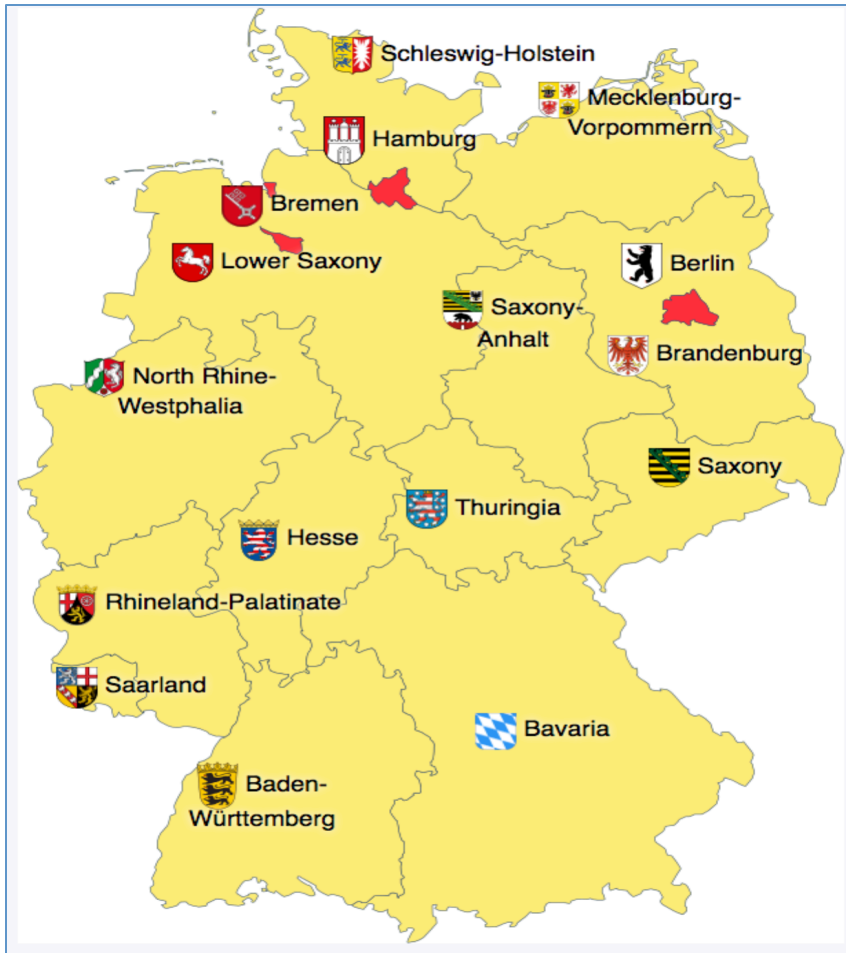 Schleswig-Holstein
Mecklenburg-
Vorpommern
Hamburg
Bremen
Lower Saxony
Berlin
Saxony-
Anhalt
Brandenburg
North Rhine-
Westphalia
Saxony
Thuringia
Hesse
Rhineland-Palatinate
Saarland
Bavaria
Baden-
Württemberg